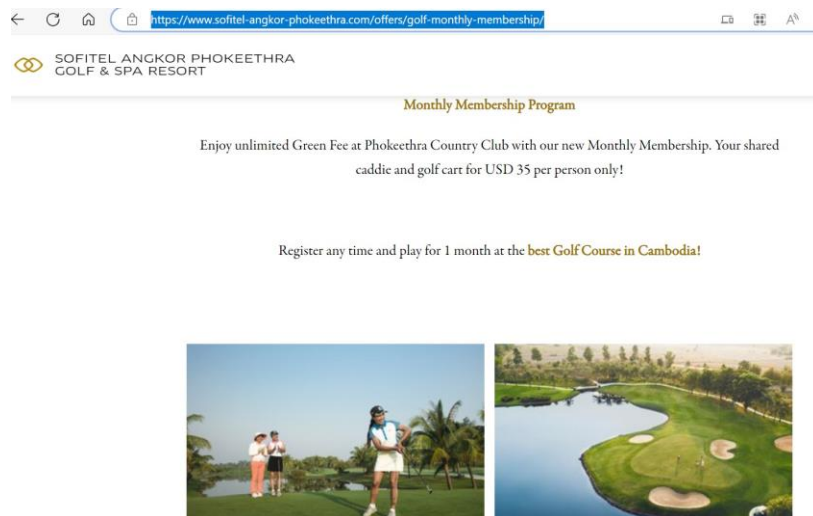 https://www.sofitel-angkor-phokeethra.com/offers/golf-monthly-membership/
SOFITEL ANGKOR PHOKEETHRA
GOLF & SPA RESORT
Monthly Membership Program
Enjoy unlimited Green Fee at Phokeethra Country Club with our new Monthly Membership. Your shared
caddie and golf cart for USD 35 per person only!
Register any time and play for 1 month at the best Golf Course in Cambodia!